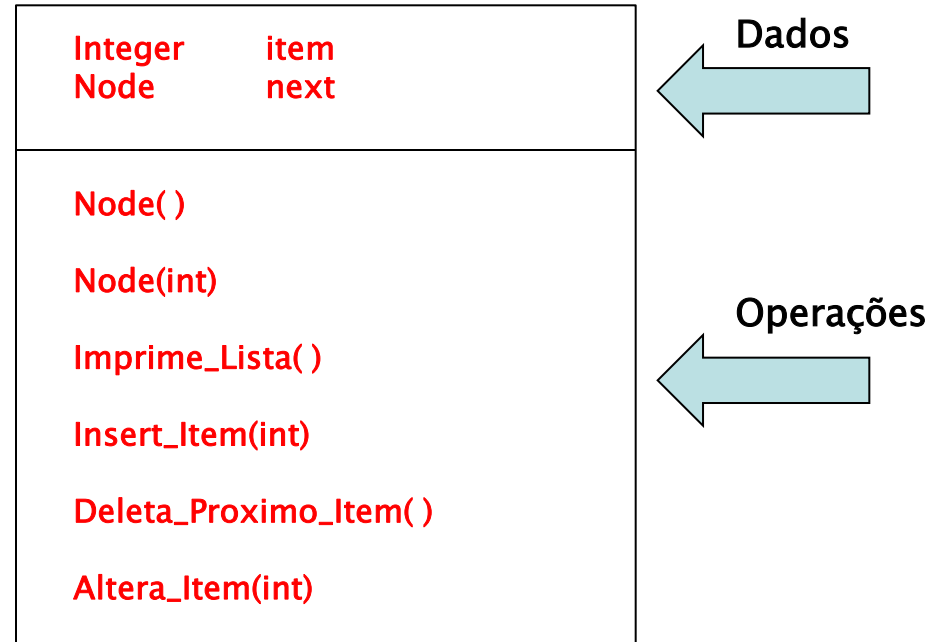 Integer item
Node next
Dados
Node( )
Node(int)
Imprime_Lista( )
Insert_Item(int)
Deleta_Proximo_Item( )
Altera_Item(int)
Operações